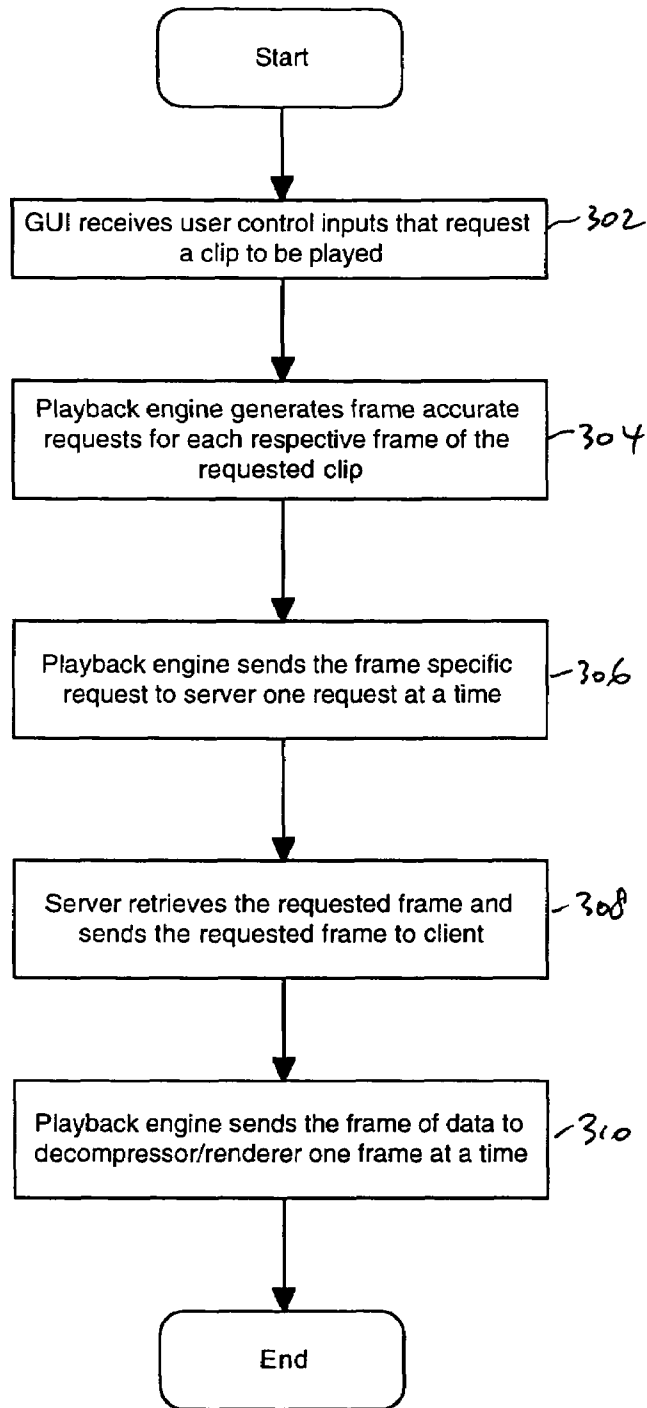 Start
GUI receives user control inputs that request
a clip to be played
302
Playback engine generates frame accurate
requests for each respective frame of the
requested clip
304
Playback engine sends the frame specific
request to server one request at a time
306
Server retrieves the requested frame and
sends the requested frame to client
308
Playback engine sends the frame of data to
decompressor/renderer one frame at a time
310
End